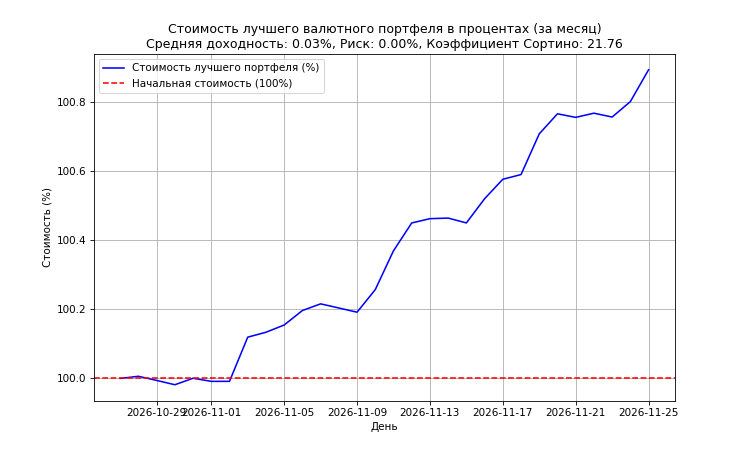 Стоимость лучшего валютного портфеля в процентах (за месяц)
Средняя доходность: 0.03%, Риск: 0.00%, Коэффициент Сортино: 21.76
Стоимость лучшего портфеля (%)
Начальная стоимость (100%)
Стоимость (%)
100.8
100.6
100.4
100.2
100.0
2026-10-29 2026-11-01 2026-11-05 2026-11-09 2026-11-13 2026-11-17 2026-11-21 2026-11-25
День